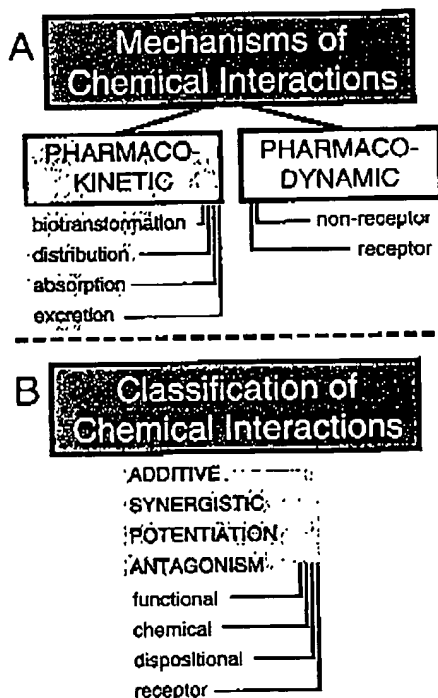 A
Mechanisms of
Chemical Interactions
PHARMACO-
KINETIC
biotransformation
distribution
absorption
excretion
PHARMACO-
DYNAMIC
non-receptor
receptor
B
Classification of
Chemical Interactions
ADDITIVE
SYNERGISTIC
POTENTIATION
ANTAGONISM
functional
chemical
dispositional
receptor